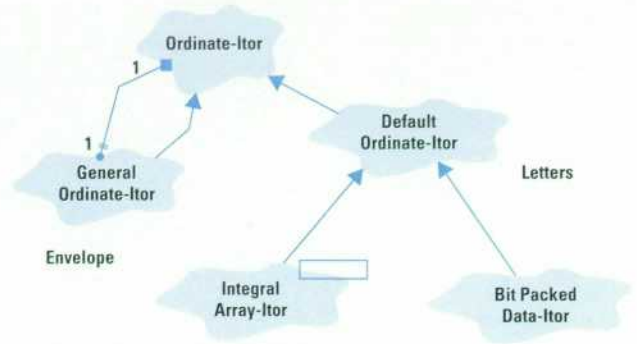 Ordinate-Itor
1
1
General
Ordinate-Itor
Default
Ordinate-Itor
Letters
Envelope
Integral
Array-Itor
Bit Packed
Data-Itor